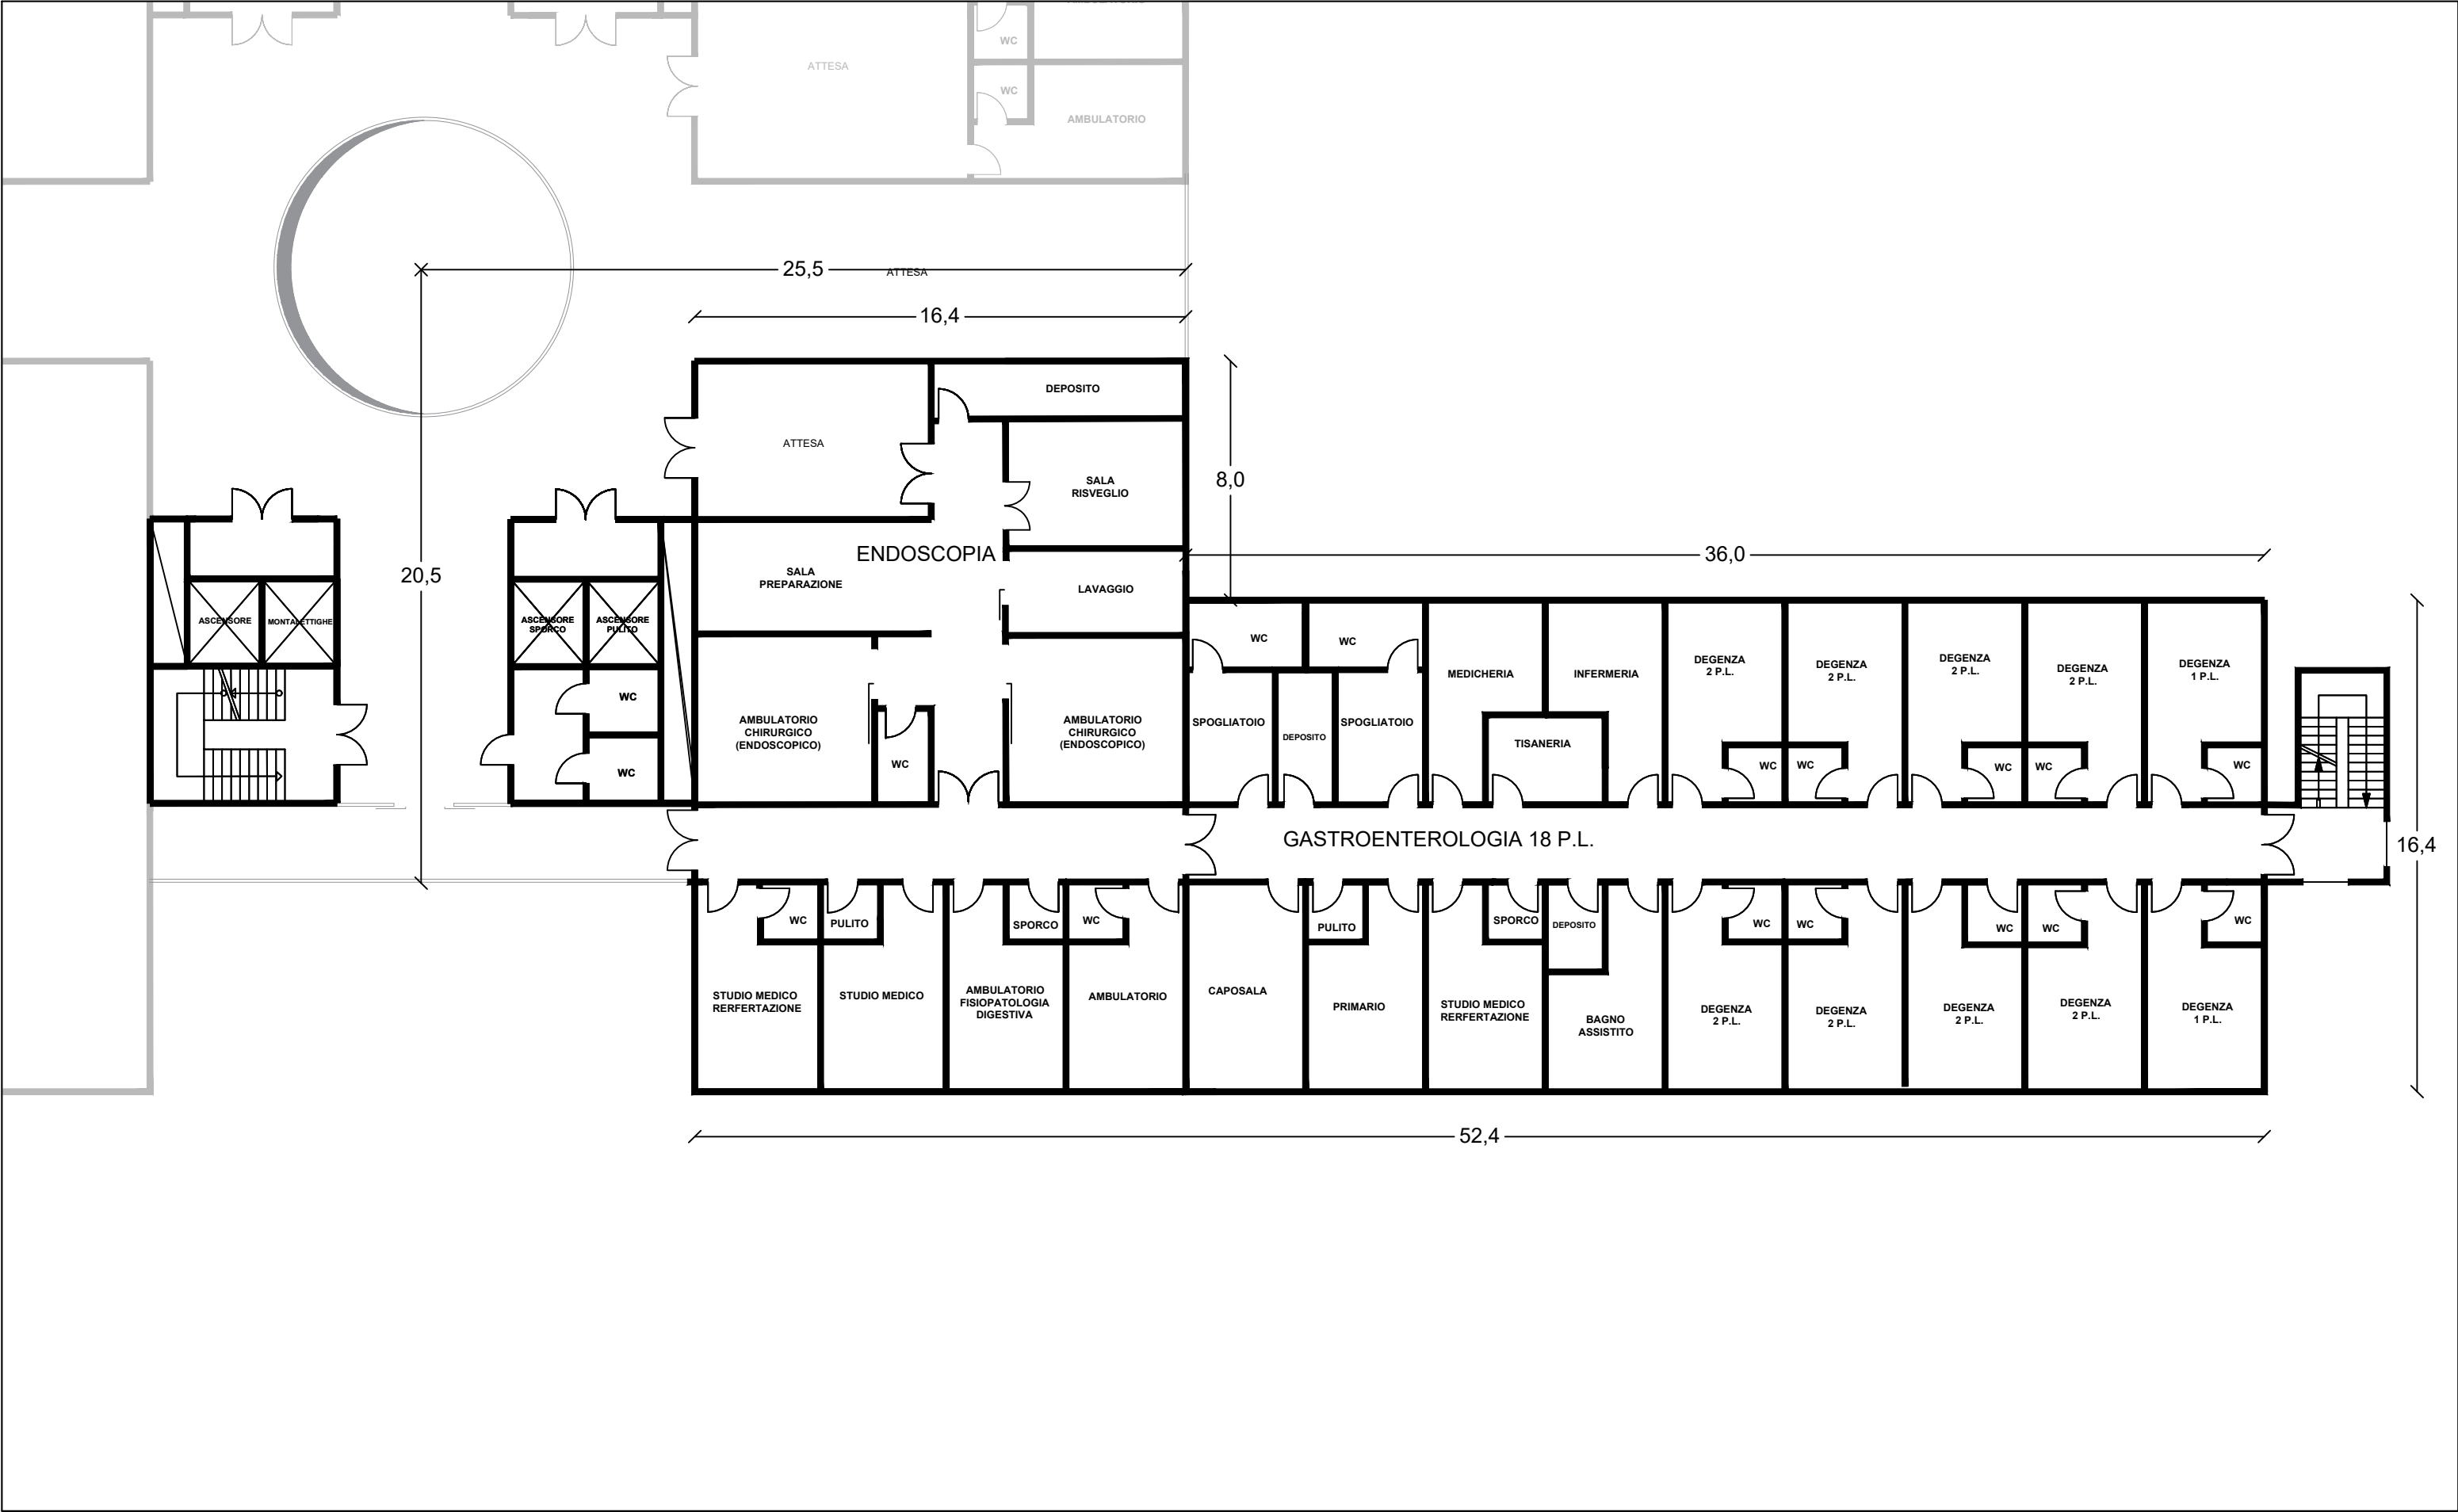 WC
ATTESA
WC
AMBULATORIO
25,5
ATTESA
16,4
DEPOSITO
ATTESA
8,0
SALA
RISVEGLIO
ENDOSCOPIA
36,0
20,5
SALA
PREPARAZIONE
LAVAGGIO
ASCENSORE
MONTALETTIGHE
ASCENSORE
SPORCO
ASCENSORE
PULITO
WC
WC
MEDICHERIA
INFERMERIA
DEGENZA
2 P.L.
DEGENZA
2 P.L.
DEGENZA
2 P.L.
DEGENZA
2 P.L.
DEGENZA
1 P.L.
WC
WC
AMBULATORIO
CHIRURGICO
(ENDOSCOPICO)
WC
AMBULATORIO
CHIRURGICO
(ENDOSCOPICO)
SPOGLIATOIO
DEPOSITO
SPOGLIATOIO
TISANERIA
WC
WC
WC
WC
WC
GASTROENTEROLOGIA 18 P.L.
16,4
WC
PULITO
SPORCO
WC
PULITO
SPORCO
DEPOSITO
WC
WC
WC
WC
WC
STUDIO MEDICO
RERFERTAZIONE
STUDIO MEDICO
AMBULATORIO
FISIOPATOLOGIA
DIGESTIVA
AMBULATORIO
CAPOSALA
PRIMARIO
STUDIO MEDICO
RERFERTAZIONE
BAGNO
ASSISTITO
DEGENZA
2 P.L.
DEGENZA
2 P.L.
DEGENZA
2 P.L.
DEGENZA
2 P.L.
DEGENZA
1 P.L.
52,4